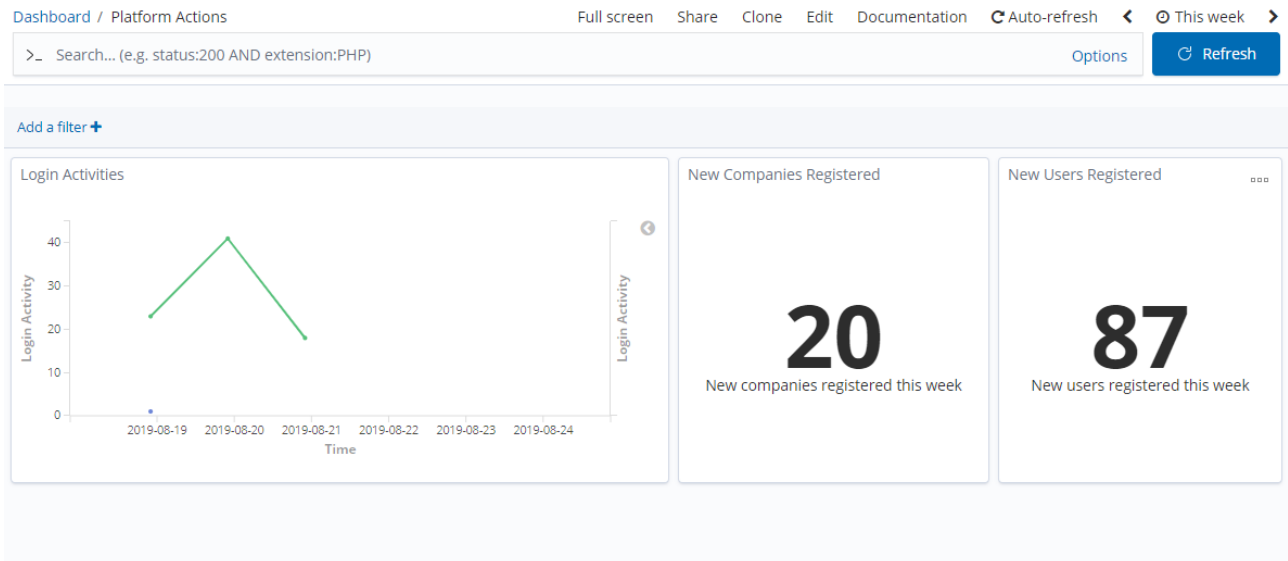 Dashboard / Platform Actions Full screen Share Clone Edit Documentation Auto-refresh This week
>_ Search... (e.g. status:200 AND extension:PHP) Options Refresh
Add a filter +
Login Activities
40
30
20
10
0
Login Activity
2019-08-19 2019-08-20 2019-08-21 2019-08-22 2019-08-23 2019-08-24
Time
Login Activity
New Companies Registered
20
New companies registered this week
New Users Registered
87
New users registered this week